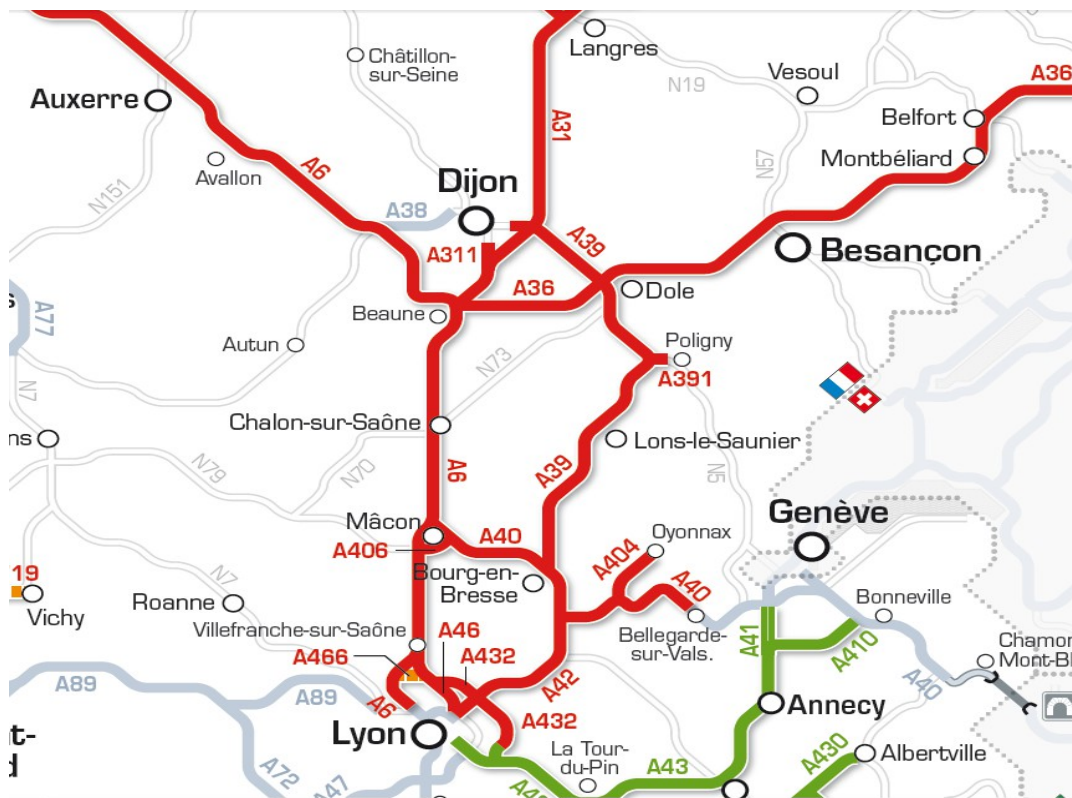 Langres
Châtillon-
sur-Seine
N19
Vesoul
A36
Auxerre
A31
Belfort
Montbéliard
Avallon
A6
N57
N151
Dijon
A38
A39
Besançon
A311
A36
Dole
Beaune
A77
Autun
N73
Poligny
A391
N7
Chalon-sur-Saône
Lons-le-Saunier
N79
N70
A6
A39
N5
Mâcon
A406
A40
Oyonnax
Genève
A404
A40
N7
19
Vichy
Roanne
Bourg-en-
Bresse
Bonneville
Villefranche-sur-Saône
A46
A466
A432
Bellegarde-
sur-Vals.
A41
A410
A40
A89
A89
A6
A42
A432
Annecy
Lyon
La Tour-
du-Pin
A43
A430
Albertville
A72
A47